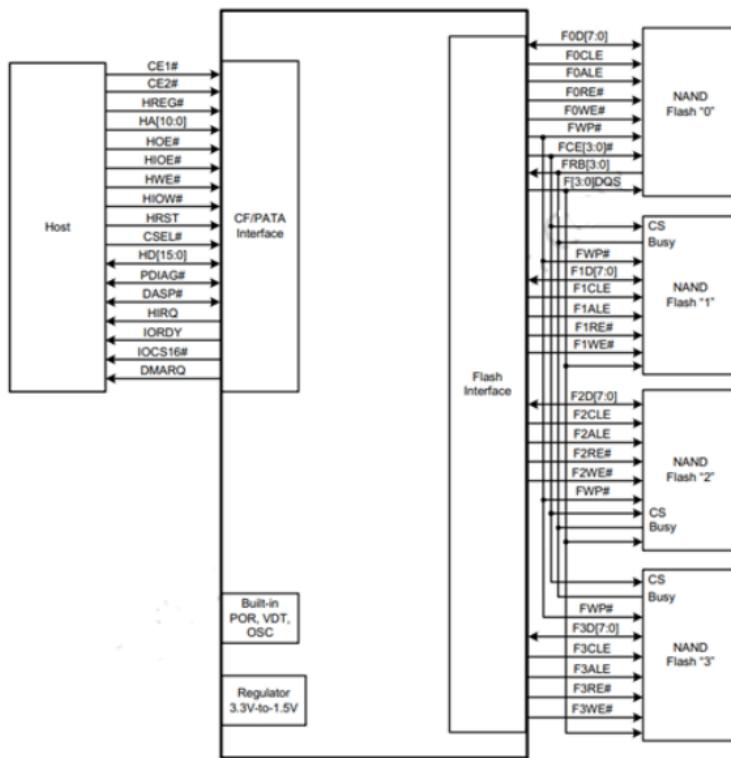 Host
CE1#
CE2#
HREG#
HA[10:0]
HOE#
HIOE#
HWE#
HIOW#
HRST
CSEL#
HD[15:0]
PDIAG#
DASP#
HIRQ
IORDY
IOCS16#
DMARQ
CF/PATA
Interface
Built-in
POR, VDT,
OSC
Regulator
3.3V-to-1.5V
Flash
Interface
F0D[7:0]
F0CLE
F0ALE
F0RE#
F0WE#
FWP#
FCE[3:0]#
FRB[3:0]
F[3:0]DQS
NAND
Flash "0"
CS
Busy
FWP#
F1D[7:0]
F1CLE
F1ALE
F1RE#
F1WE#
NAND
Flash "1"
F2D[7:0]
F2CLE
F2ALE
F2RE#
F2WE#
FWP#
NAND
Flash "2"
CS
Busy
CS
Busy
FWP#
F3D[7:0]
F3CLE
F3ALE
F3RE#
F3WE#
NAND
Flash "3"